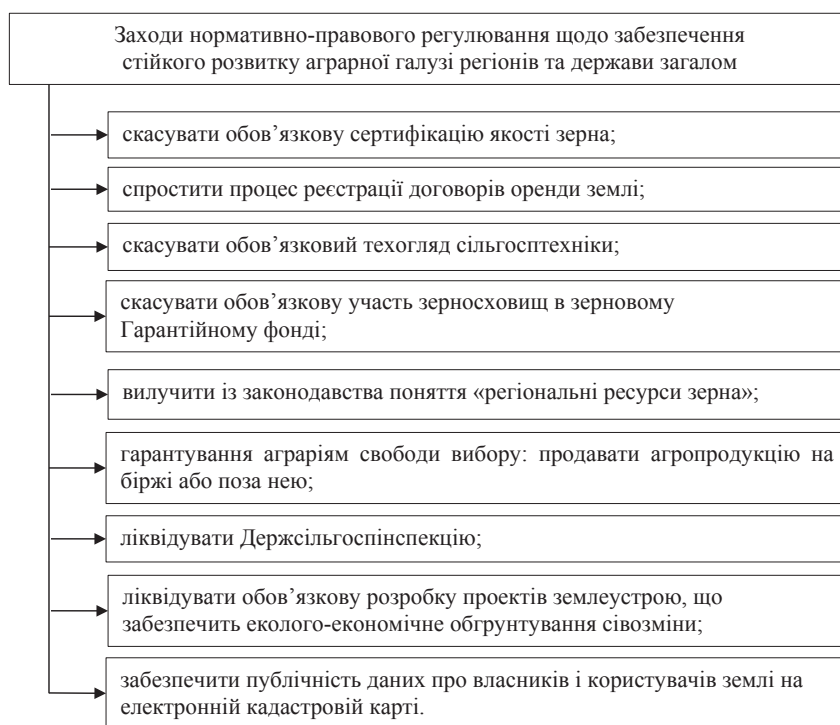 Заходи нормативно-правового регулювання щодо забезпечення
стійкого розвитку аграрної галузі регіонів та держави загалом
скасувати обов’язкову сертифікацію якості зерна;
спростити процес реєстрації договорів оренди землі;
скасувати обов’язковий техогляд сільгосптехніки;
скасувати обов’язкову участь зерносховищ в зерновому
Гарантійному фонді;
вилучити із законодавства поняття «регіональні ресурси зерна»;
гарантування аграріям свободи вибору: продавати агропродукцію на
біржі або поза нею;
ліквідувати Держсільгоспінспекцію;
ліквідувати обов’язкову розробку проектів землеустрою, що
забезпечить еколого-економічне обгрунтування сівозміни;
забезпечити публічність даних про власників і користувачів землі на
електронній кадастровій карті.